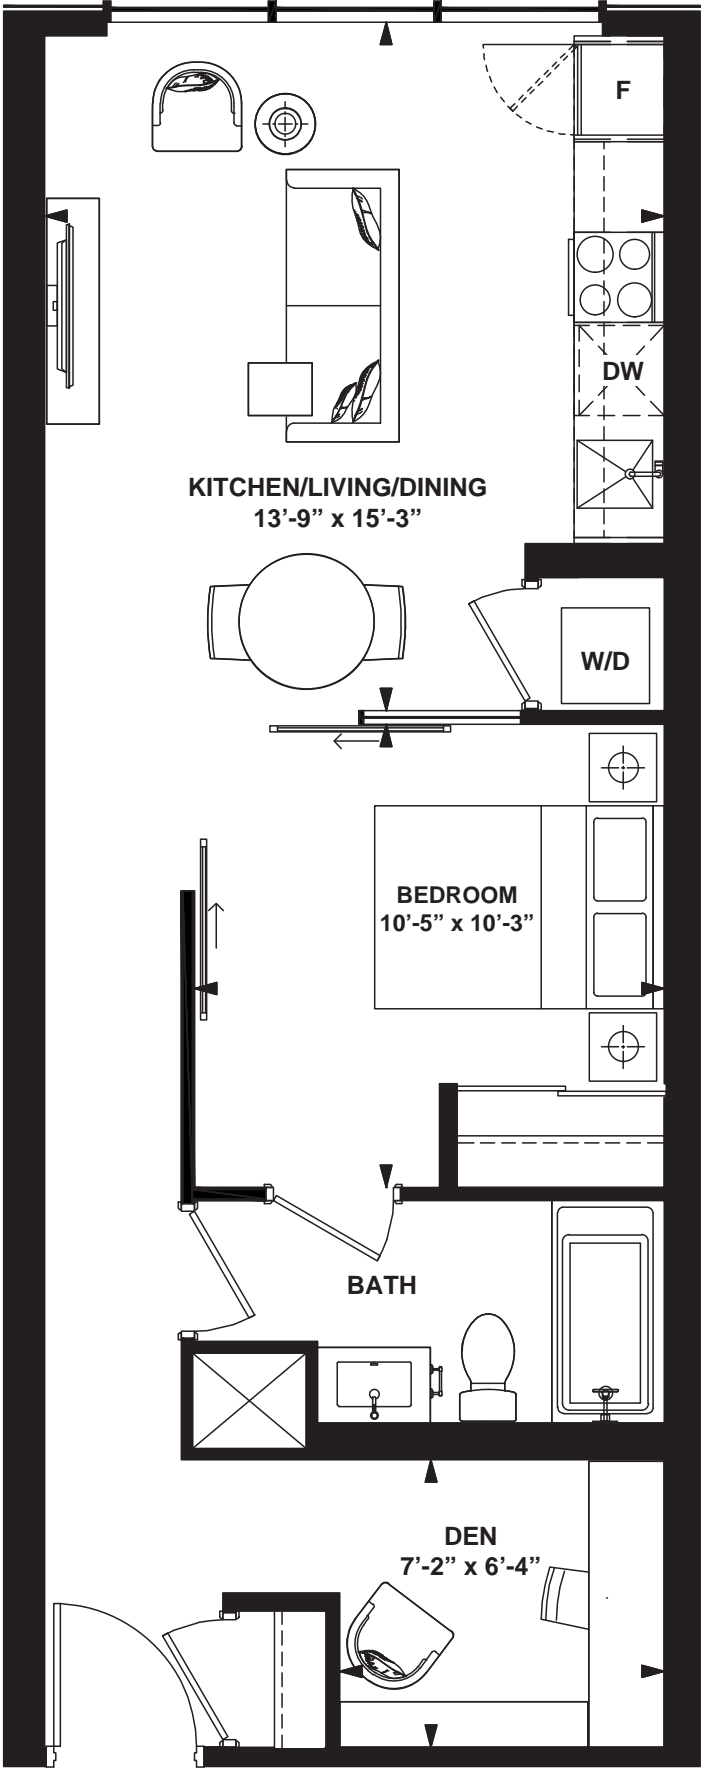 F
DW
KITCHEN/LIVING/DINING
13’-9” x 15’-3”
W/D
BEDROOM
10’-5” x 10’-3”
BATH
DEN
7’-2” x 6’-4”